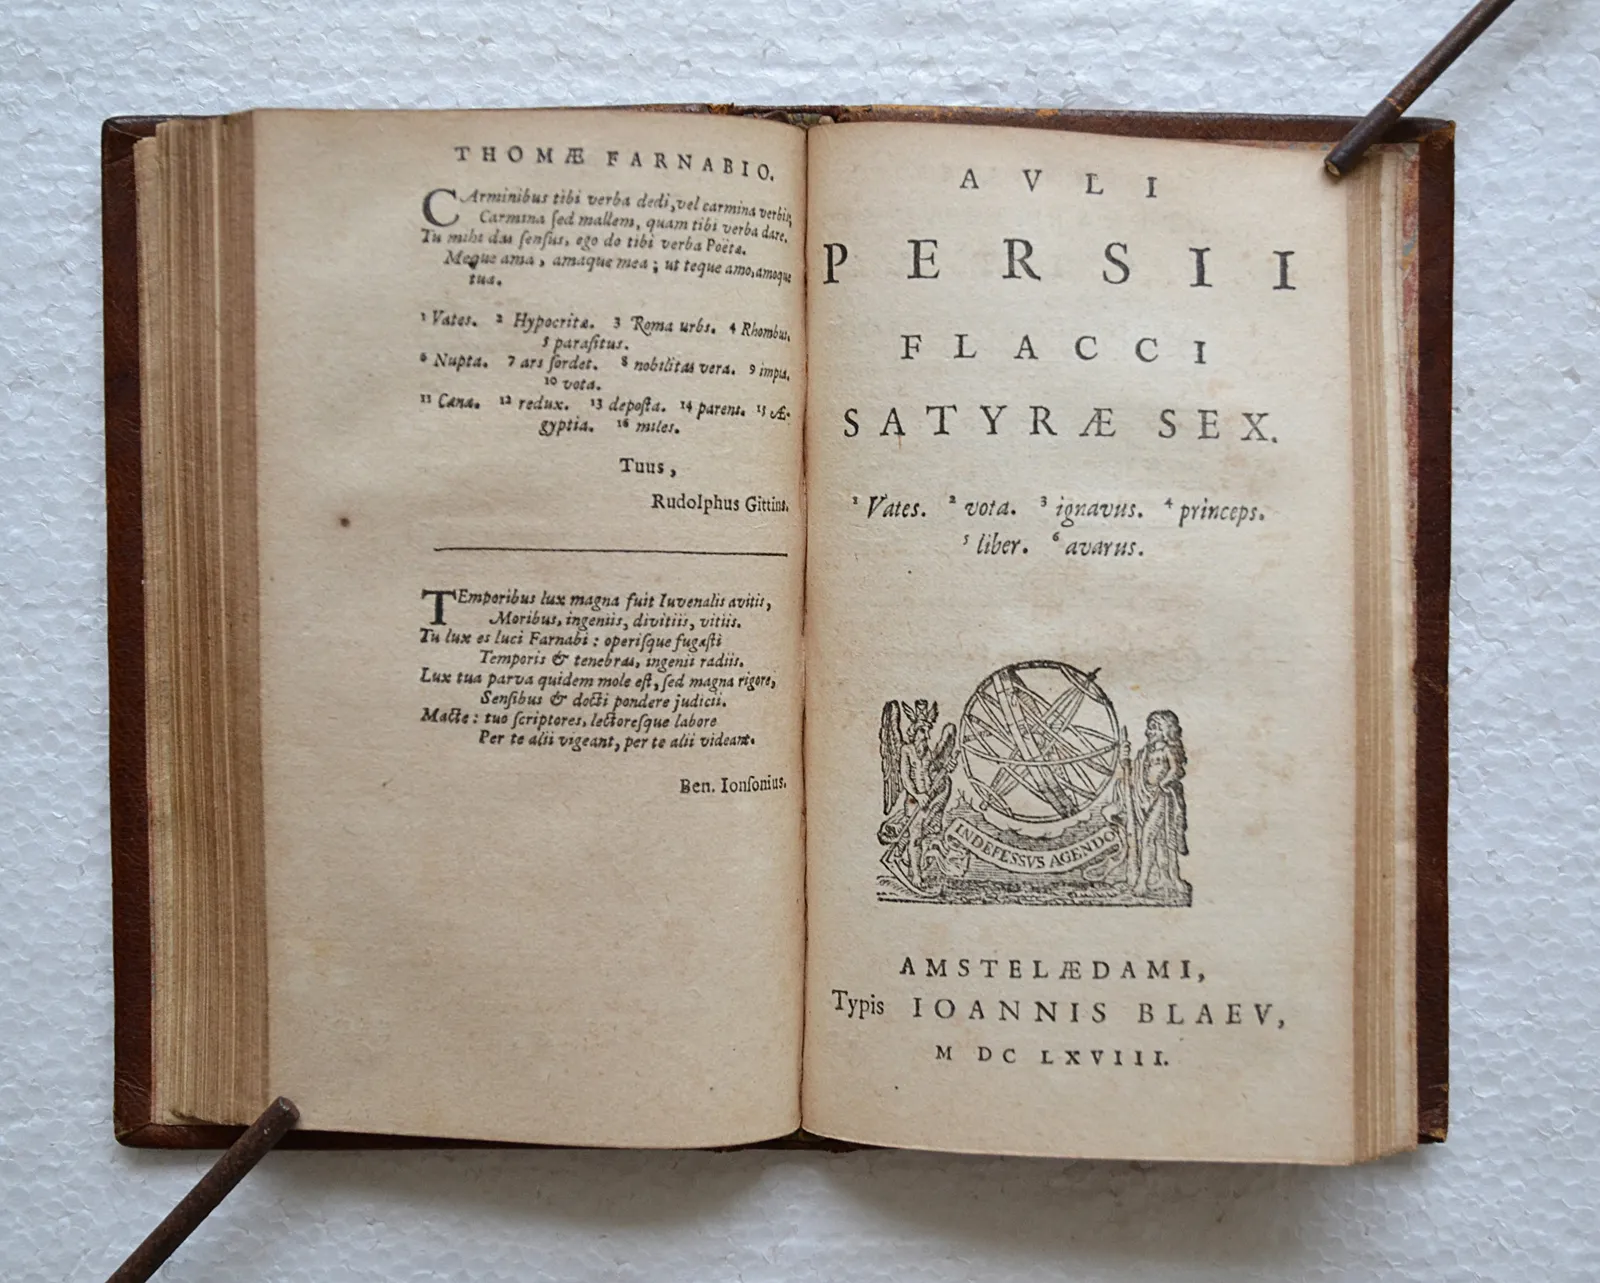 THOMÆ FARNABIO.
CArminibus tibi verba dedi, vel carmina verbis;
Carmina ſed mallem, quam tibi verba dare.
Tu mihi das ſenſus, ego do tibi verba Poëtæ.
Meque ama, amaque mea; ut teque amo, amoque
tua.
1 Vates. 2 Hypocritæ. 3 Roma urbs. 4 Rhombus.
5 paraſitus.
6 Nupta. 7 ars ſordet. 8 nobilitas vera. 9 impia.
10 vota.
11 Cænæ. 12 redux. 13 depoſta. 14 parens. 15 Æ-
gyptia. 16 miles.
Tuus,
Rudolphus Gittins.
TEmporibus lux magna fuit Iuvenalis avitis,
Moribus, ingeniis, divitiis, vitiis.
Tu lux es luci Farnabi: operiſque fugaſti
Temporis & tenebras, ingenii radiis.
Lux tua parva quidem mole eſt, ſed magna rigore,
Senſibus & docti pondere judicii.
Macte: tuo ſcriptores, lectoreſque labore
Per te alii vigeant, per te alii videant.
Ben. Ionſonius.
AVLI
PERSII
FLACCI
SATYRÆ SEX.
1 Vates. 2 vota. 3 ignavus. 4 princeps.
5 liber. 6 avarus.
INDEFESSVS AGENDO
AMSTELÆDAMI,
Typis IOANNIS BLAEV,
M DC LXVIII.